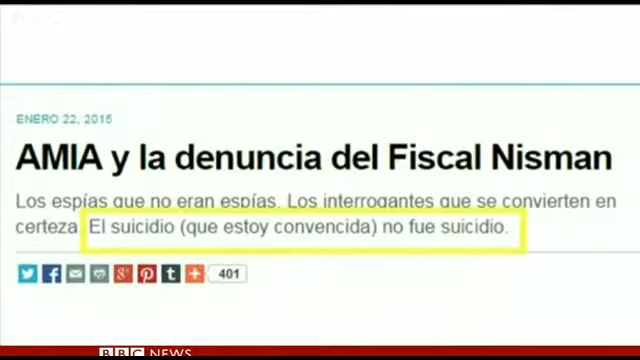 ENERO 22, 2015
AMIA y la denuncia del Fiscal Nisman
Los espías que no eran espías. Los interrogantes que se convierten en
certeza. El suicidio (que estoy convencida) no fue suicidio.
401
BBC NEWS